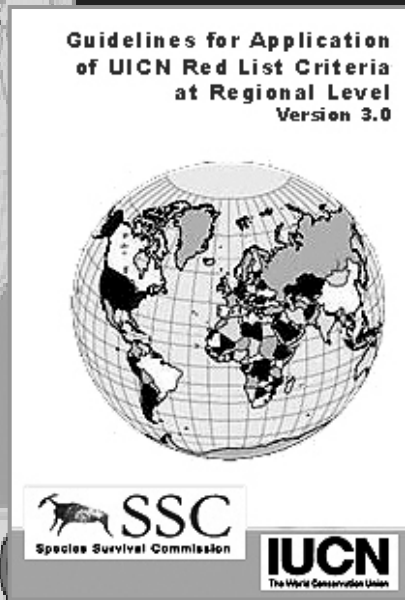 Guidelines for Application
of UICN Red List Criteria
at Regional Level
Version 3.0
SSC
Species Survival Commission
IUCN
The World Conservation Union